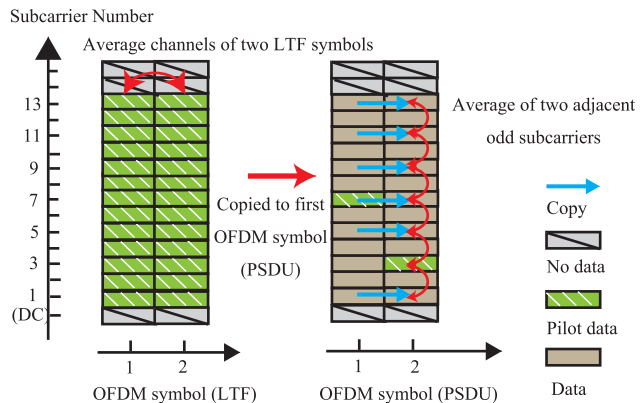 Subcarrier Number
Average channels of two LTF symbols
13
11
9
7
5
3
1
(DC)
1
2
OFDM symbol (LTF)
Copied to first
OFDM symbol
(PSDU)
1
2
OFDM symbol (PSDU)
Average of two adjacent
odd subcarriers
Copy
No data
Pilot data
Data